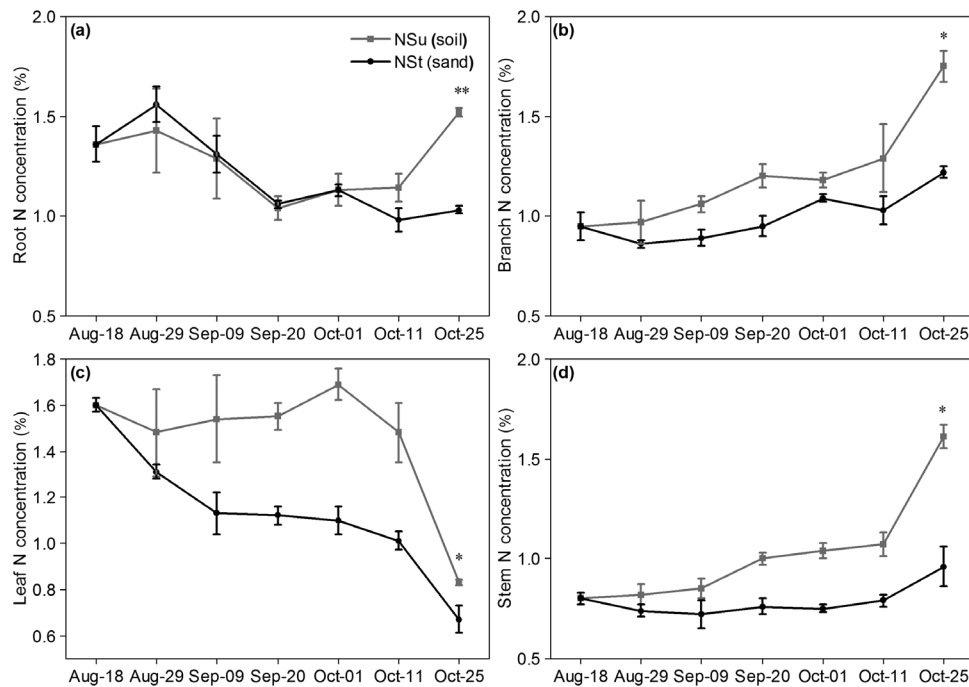 (a)
NSu (soil)
NSt (sand)
**
Root N concentration (%)
2.0
1.5
1.0
0.5
Aug-18 Aug-29 Sep-09 Sep-20 Oct-01 Oct-11 Oct-25
(b)
*
Branch N concentration (%)
2.0
1.5
1.0
0.5
Aug-18 Aug-29 Sep-09 Sep-20 Oct-01 Oct-11 Oct-25
(c)
*
Leaf N concentration (%)
1.8
1.6
1.4
1.2
1.0
0.8
0.6
Aug-18 Aug-29 Sep-09 Sep-20 Oct-01 Oct-11 Oct-25
(d)
*
Stem N concentration (%)
2.0
1.5
1.0
0.5
Aug-18 Aug-29 Sep-09 Sep-20 Oct-01 Oct-11 Oct-25